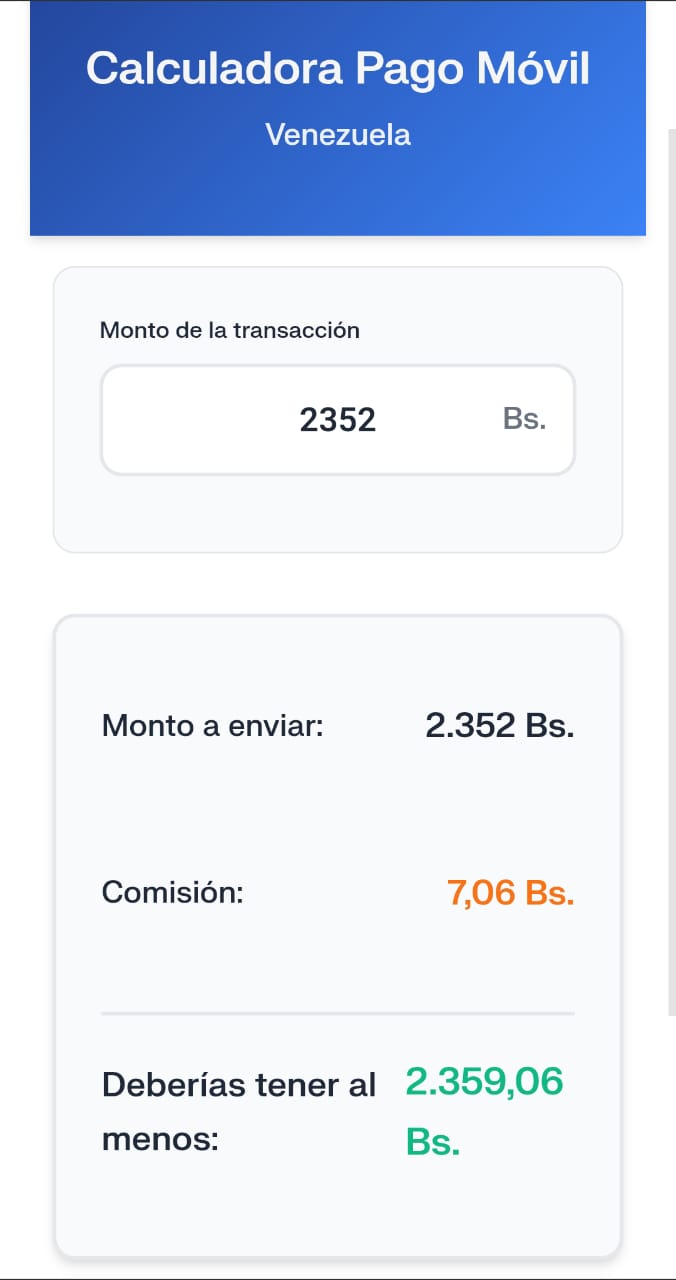 Calculadora Pago Móvil
Venezuela
Monto de la transacción
2352 Bs.
Monto a enviar: 2.352 Bs.
Comisión: 7,06 Bs.
Deberías tener al 2.359,06
menos: Bs.